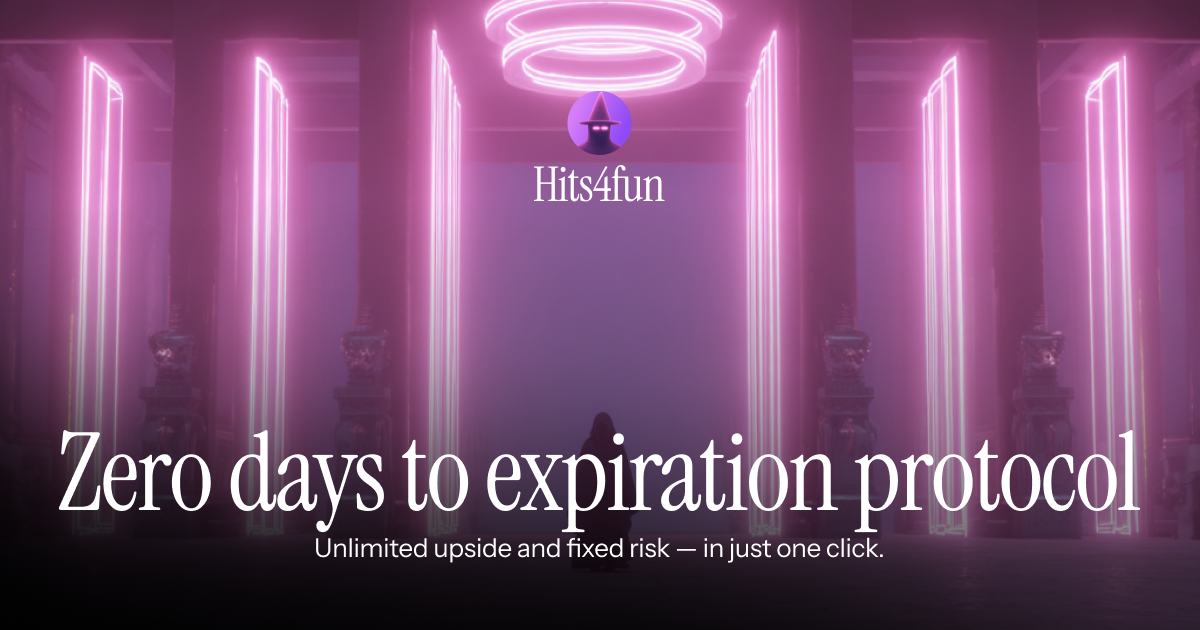 Hits4fun
Zero days to expiration protocol
Unlimited upside and fixed risk — in just one click.